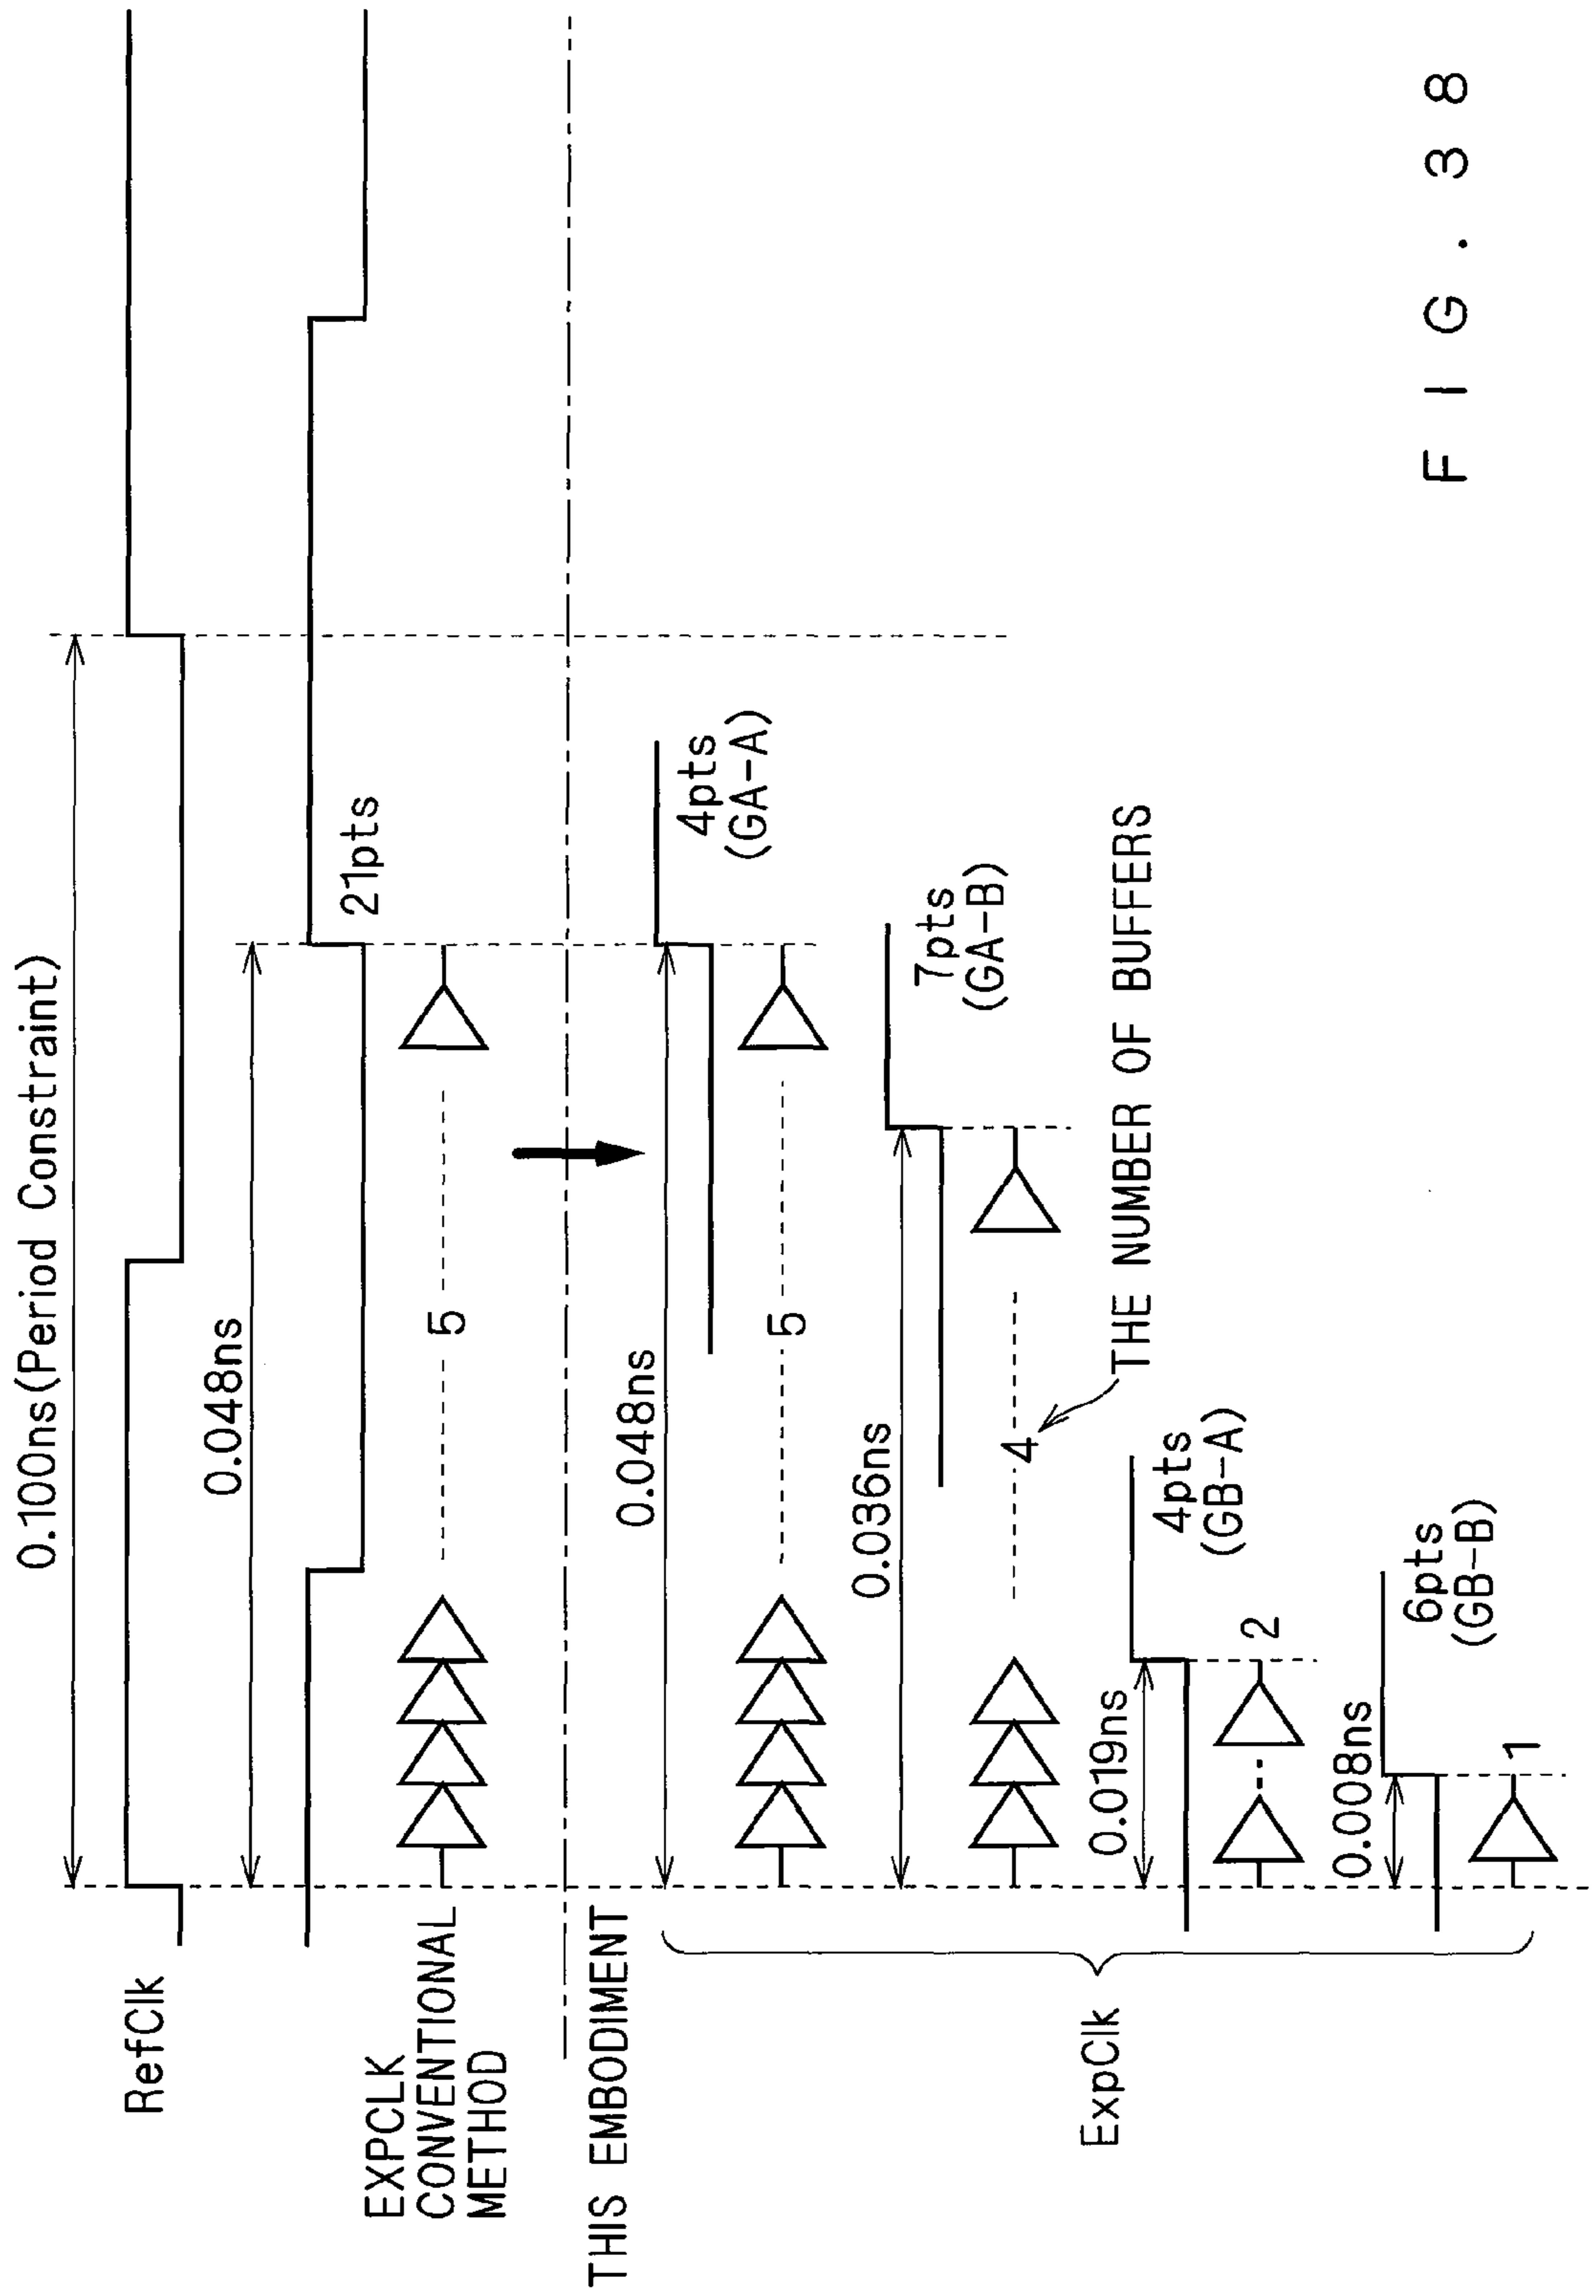 0.100ns(Period Constraint)
RefClk
0.048ns
21pts
EXPCLK
CONVENTIONAL
METHOD
5
THIS EMBODIMENT
0.048ns
4pts
(GA-A)
5
0.036ns
7pts
(GA-B)
4
THE NUMBER OF BUFFERS
ExpClk
0.019ns
4pts
(GB-A)
2
0.008ns
6pts
(GB-B)
1
FIG.38